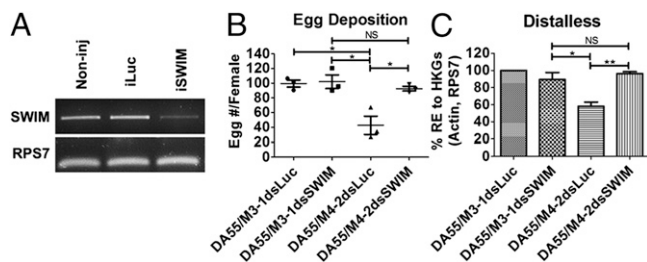 A
Non-inj
iLuc
iSWIM
SWIM
RPS7
B
Egg Deposition
NS
*
*
*
Egg #/Female
140
120
100
80
60
40
20
0
DA55/M3-1dsLuc
DA55/M3-1dsSWIM
DA55/M4-2dsLuc
DA55/M4-2dsSWIM
C
Distalless
NS
*
**
% RE to HKGs
(Actin, RPS7)
120
100
80
60
40
20
0
DA55/M3-1dsLuc
DA55/M3-1dsSWIM
DA55/M4-2dsLuc
DA55/M4-2dsSWIM